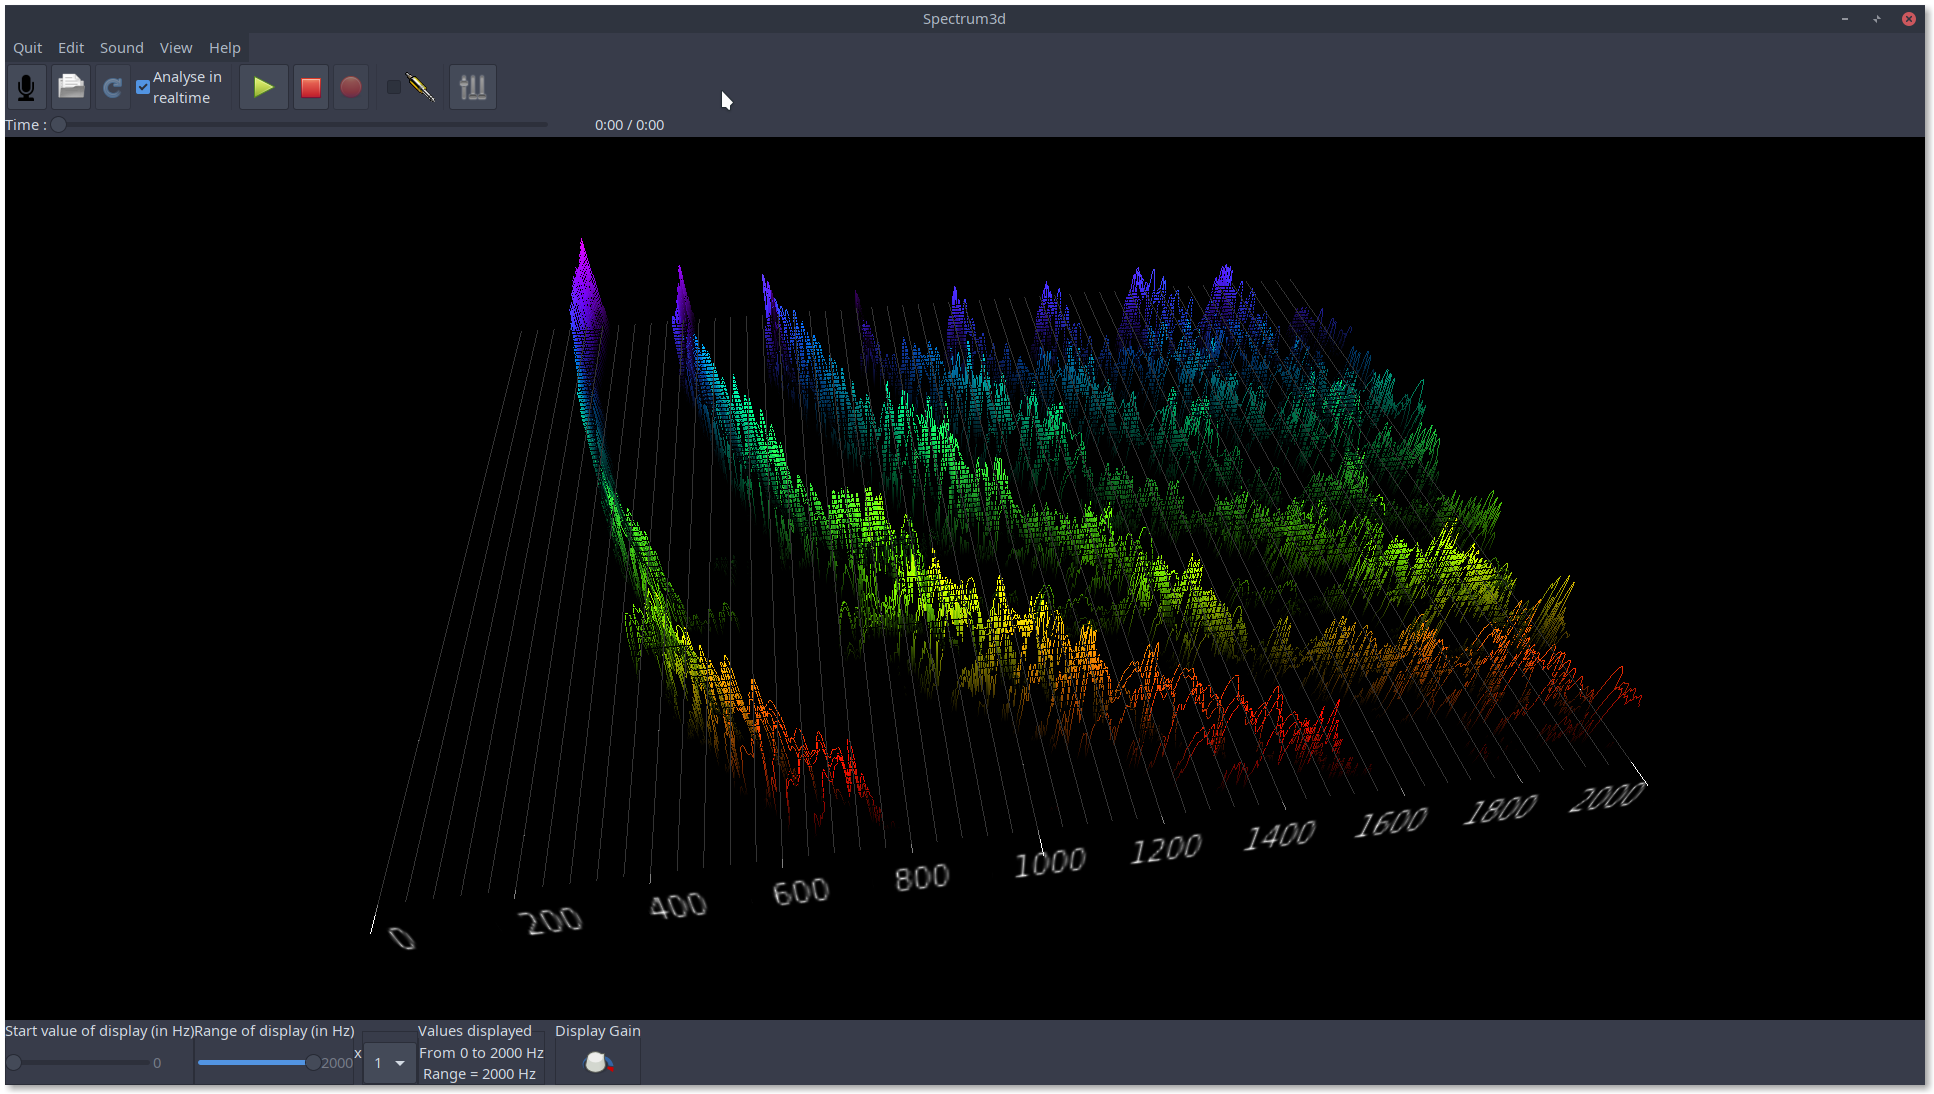 Spectrum3d
Quit Edit Sound View Help
Analyse in
realtime
Time : 0:00 / 0:00
0 200 400 600 800 1000 1200 1400 1600 1800 2000
Start value of display (in Hz) Range of display (in Hz) Values displayed Display Gain
0 2000 x 1 From 0 to 2000 Hz
Range = 2000 Hz